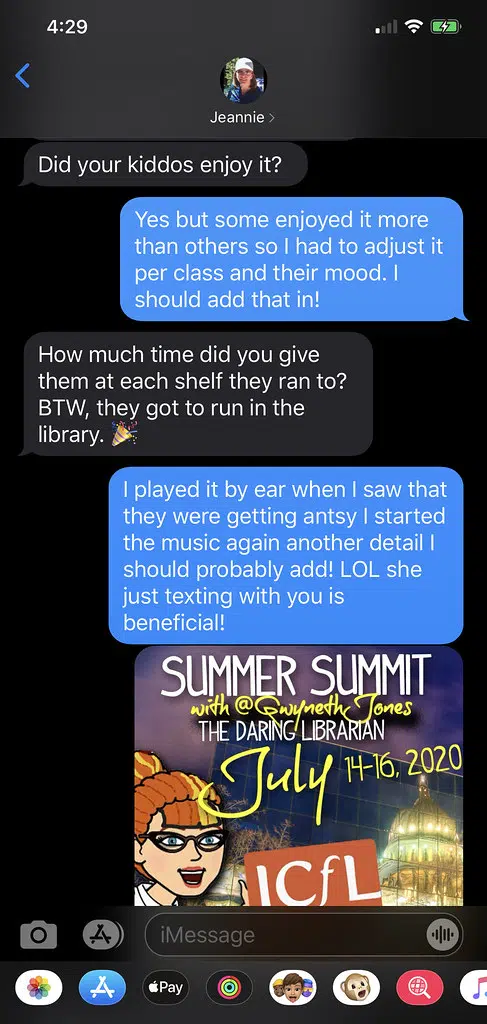 4:29
Jeannie
Did your kiddos enjoy it?
Yes but some enjoyed it more
than others so I had to adjust it
per class and their mood. I
should add that in!
How much time did you give
them at each shelf they ran to?
BTW, they got to run in the
library. 🎉
I played it by ear when I saw that
they were getting antsy I started
the music again another detail I
should probably add! LOL she
just texting with you is
beneficial!
SUMMER SUMMIT
with @Gwyneth Jones
THE DARING LIBRARIAN
July 14-16, 2020
ICfL
iMessage
Pay